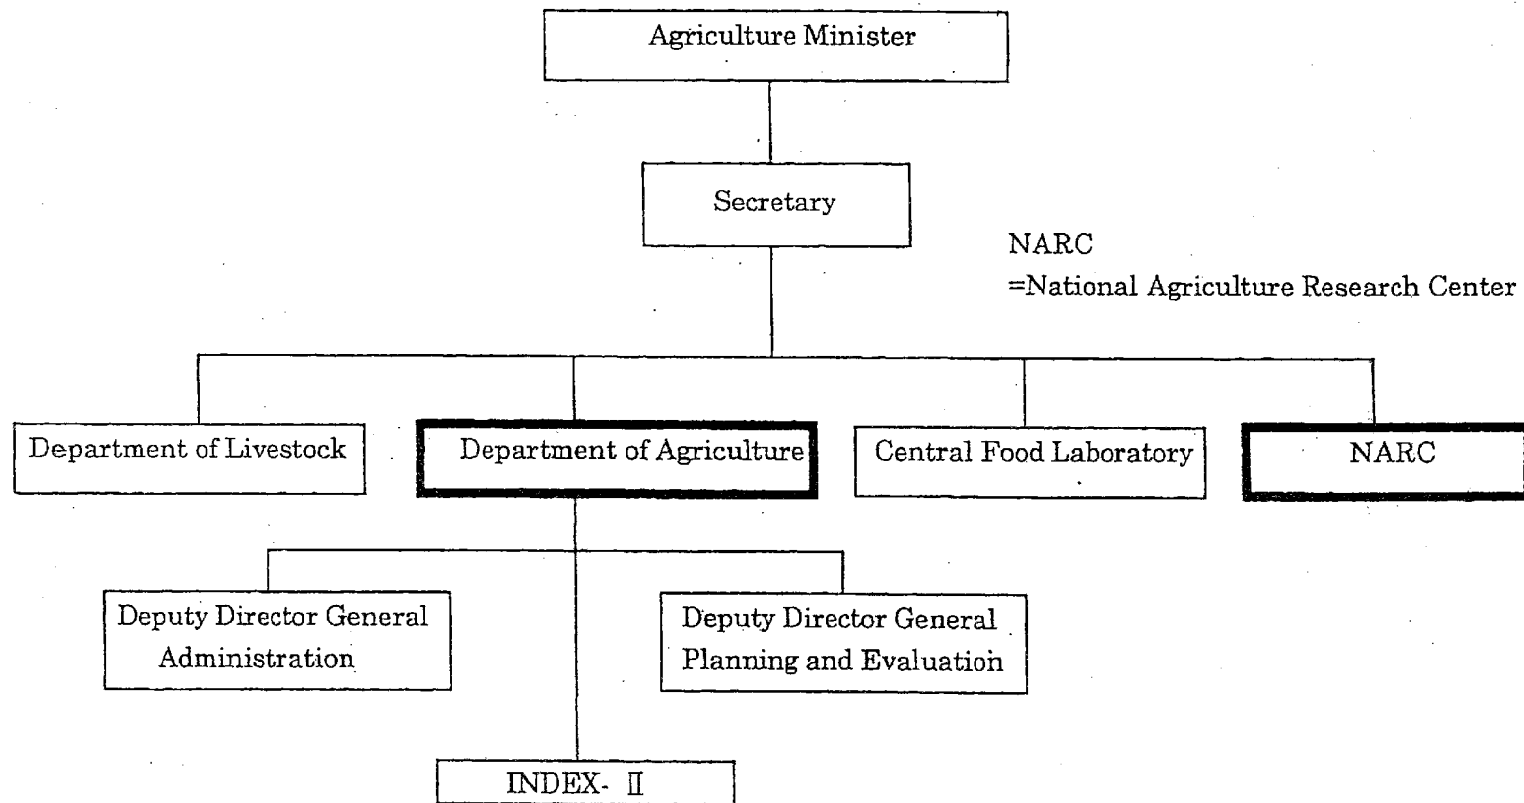 Agriculture Minister
Secretary
NARC
=National Agriculture Research Center
Department of Livestock
Department of Agriculture
Central Food Laboratory
NARC
Deputy Director General
Administration
Deputy Director General
Planning and Evaluation
INDEX- Ⅱ